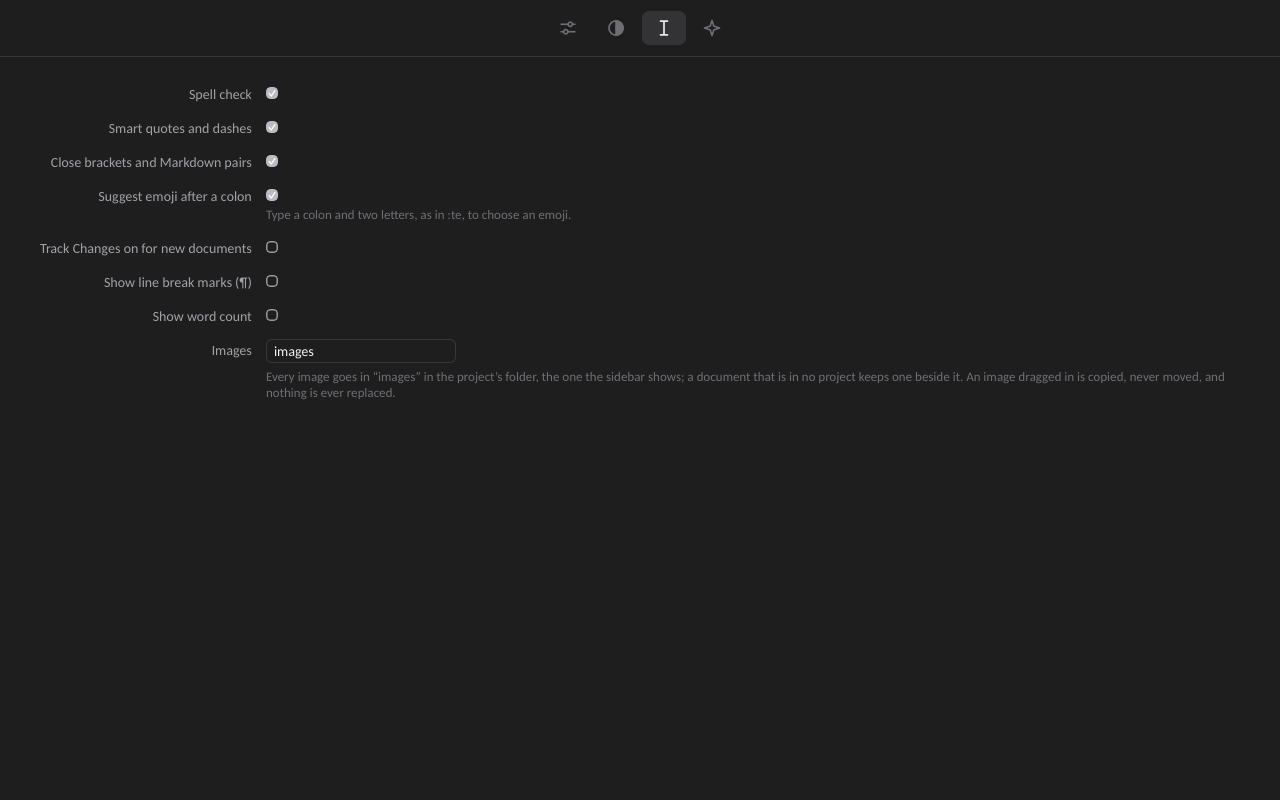 Spell check
Smart quotes and dashes
Close brackets and Markdown pairs
Suggest emoji after a colon
Type a colon and two letters, as in :te, to choose an emoji.
Track Changes on for new documents
Show line break marks (¶)
Show word count
Images
images
Every image goes in “images” in the project’s folder, the one the sidebar shows; a document that is in no project keeps one beside it. An image dragged in is copied, never moved, and
nothing is ever replaced.